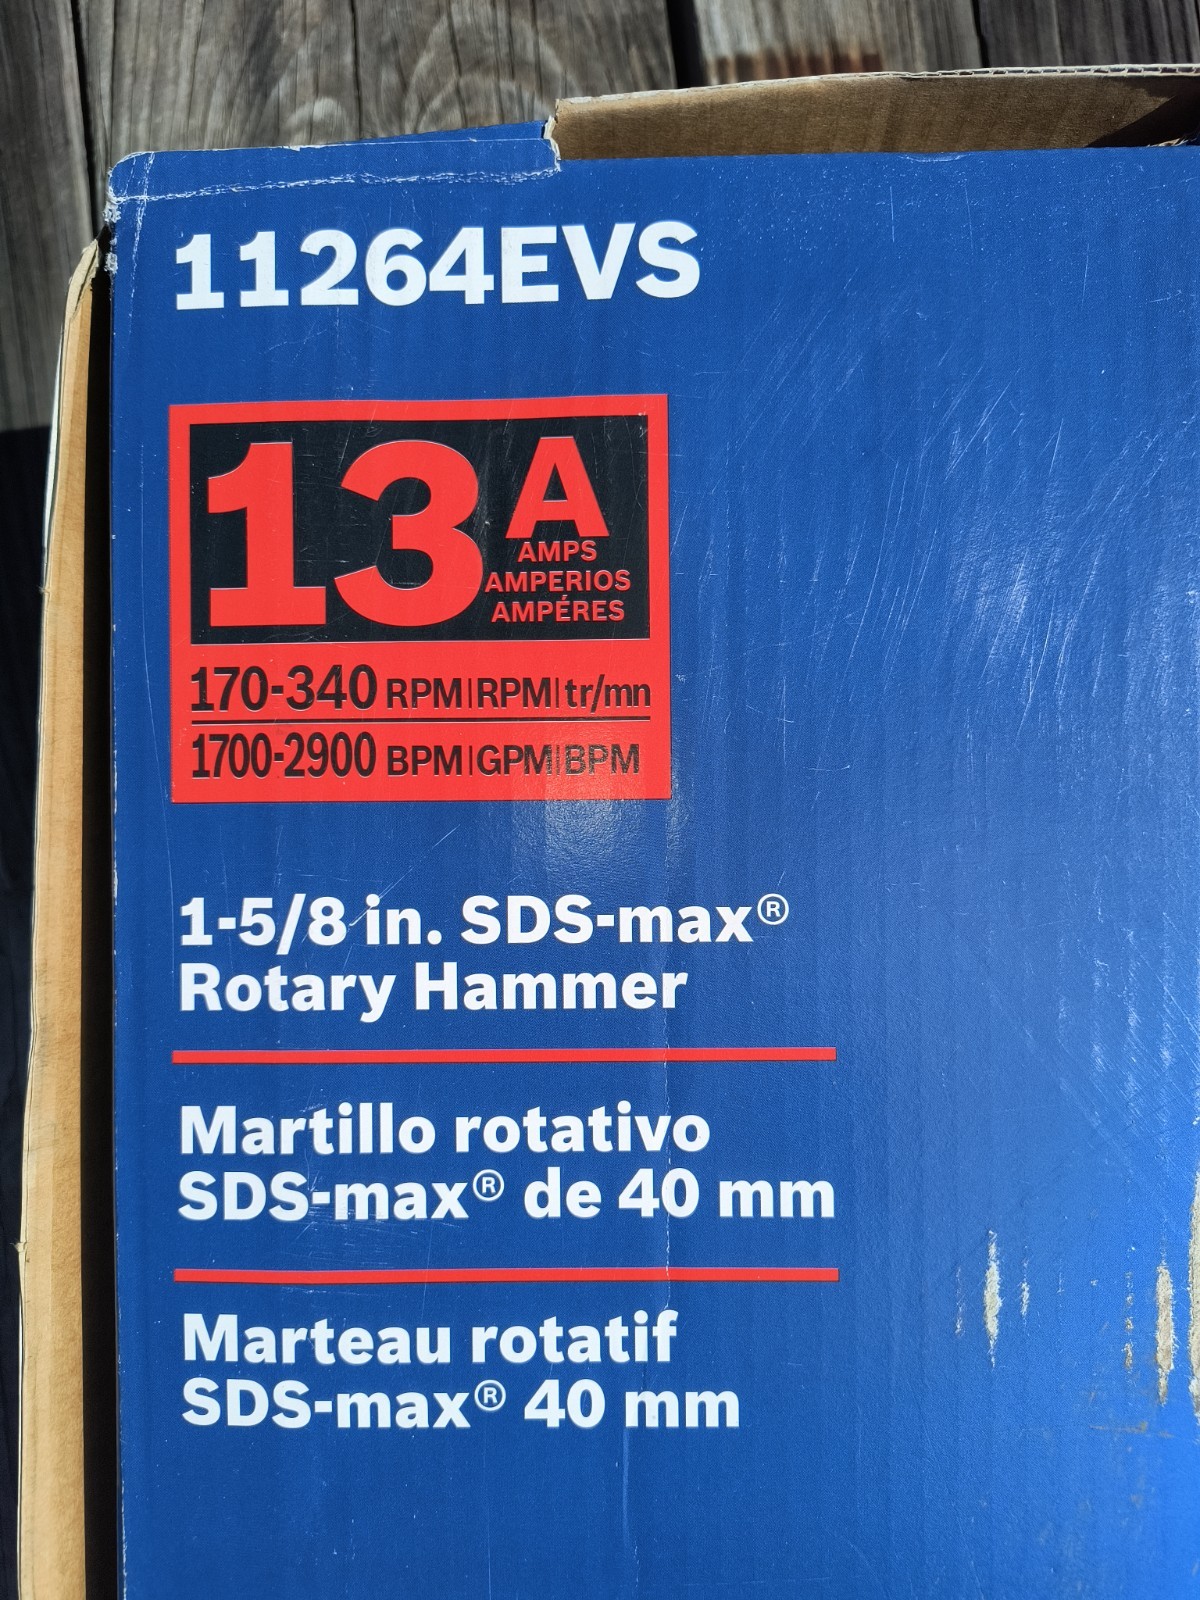 11264EVS
13 A
AMPS
AMPERIOS
AMPÉRES
170-340 RPM|RPM|tr/mn
1700-2900 BPM|GPM|BPM
1-5/8 in. SDS-max®
Rotary Hammer
Martillo rotativo
SDS-max® de 40 mm
Marteau rotatif
SDS-max® 40 mm